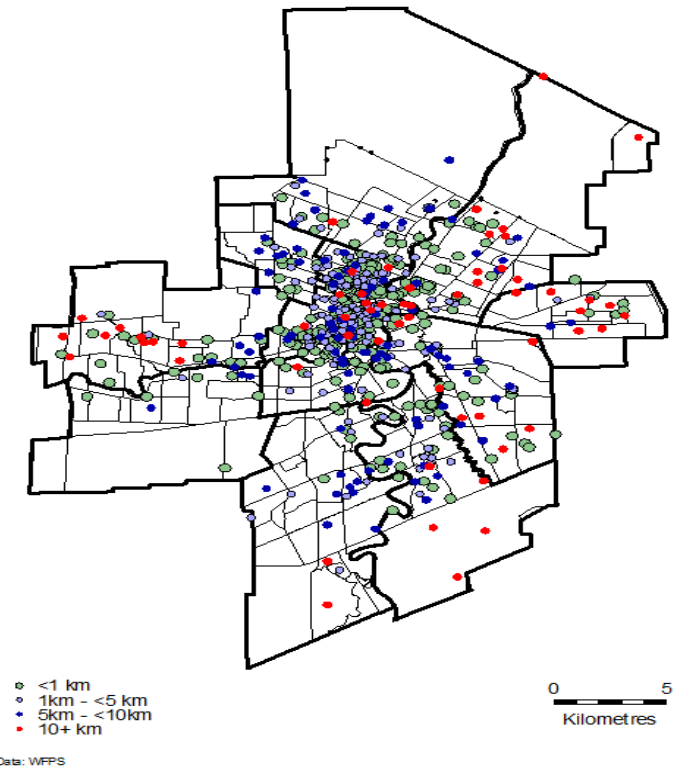 <1 km
1km - <5 km
5km - <10km
10+ km
0 5
Kilometres
Data: WFPS